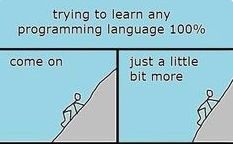 trying to learn any
programming language 100%
come on
just a little
bit more